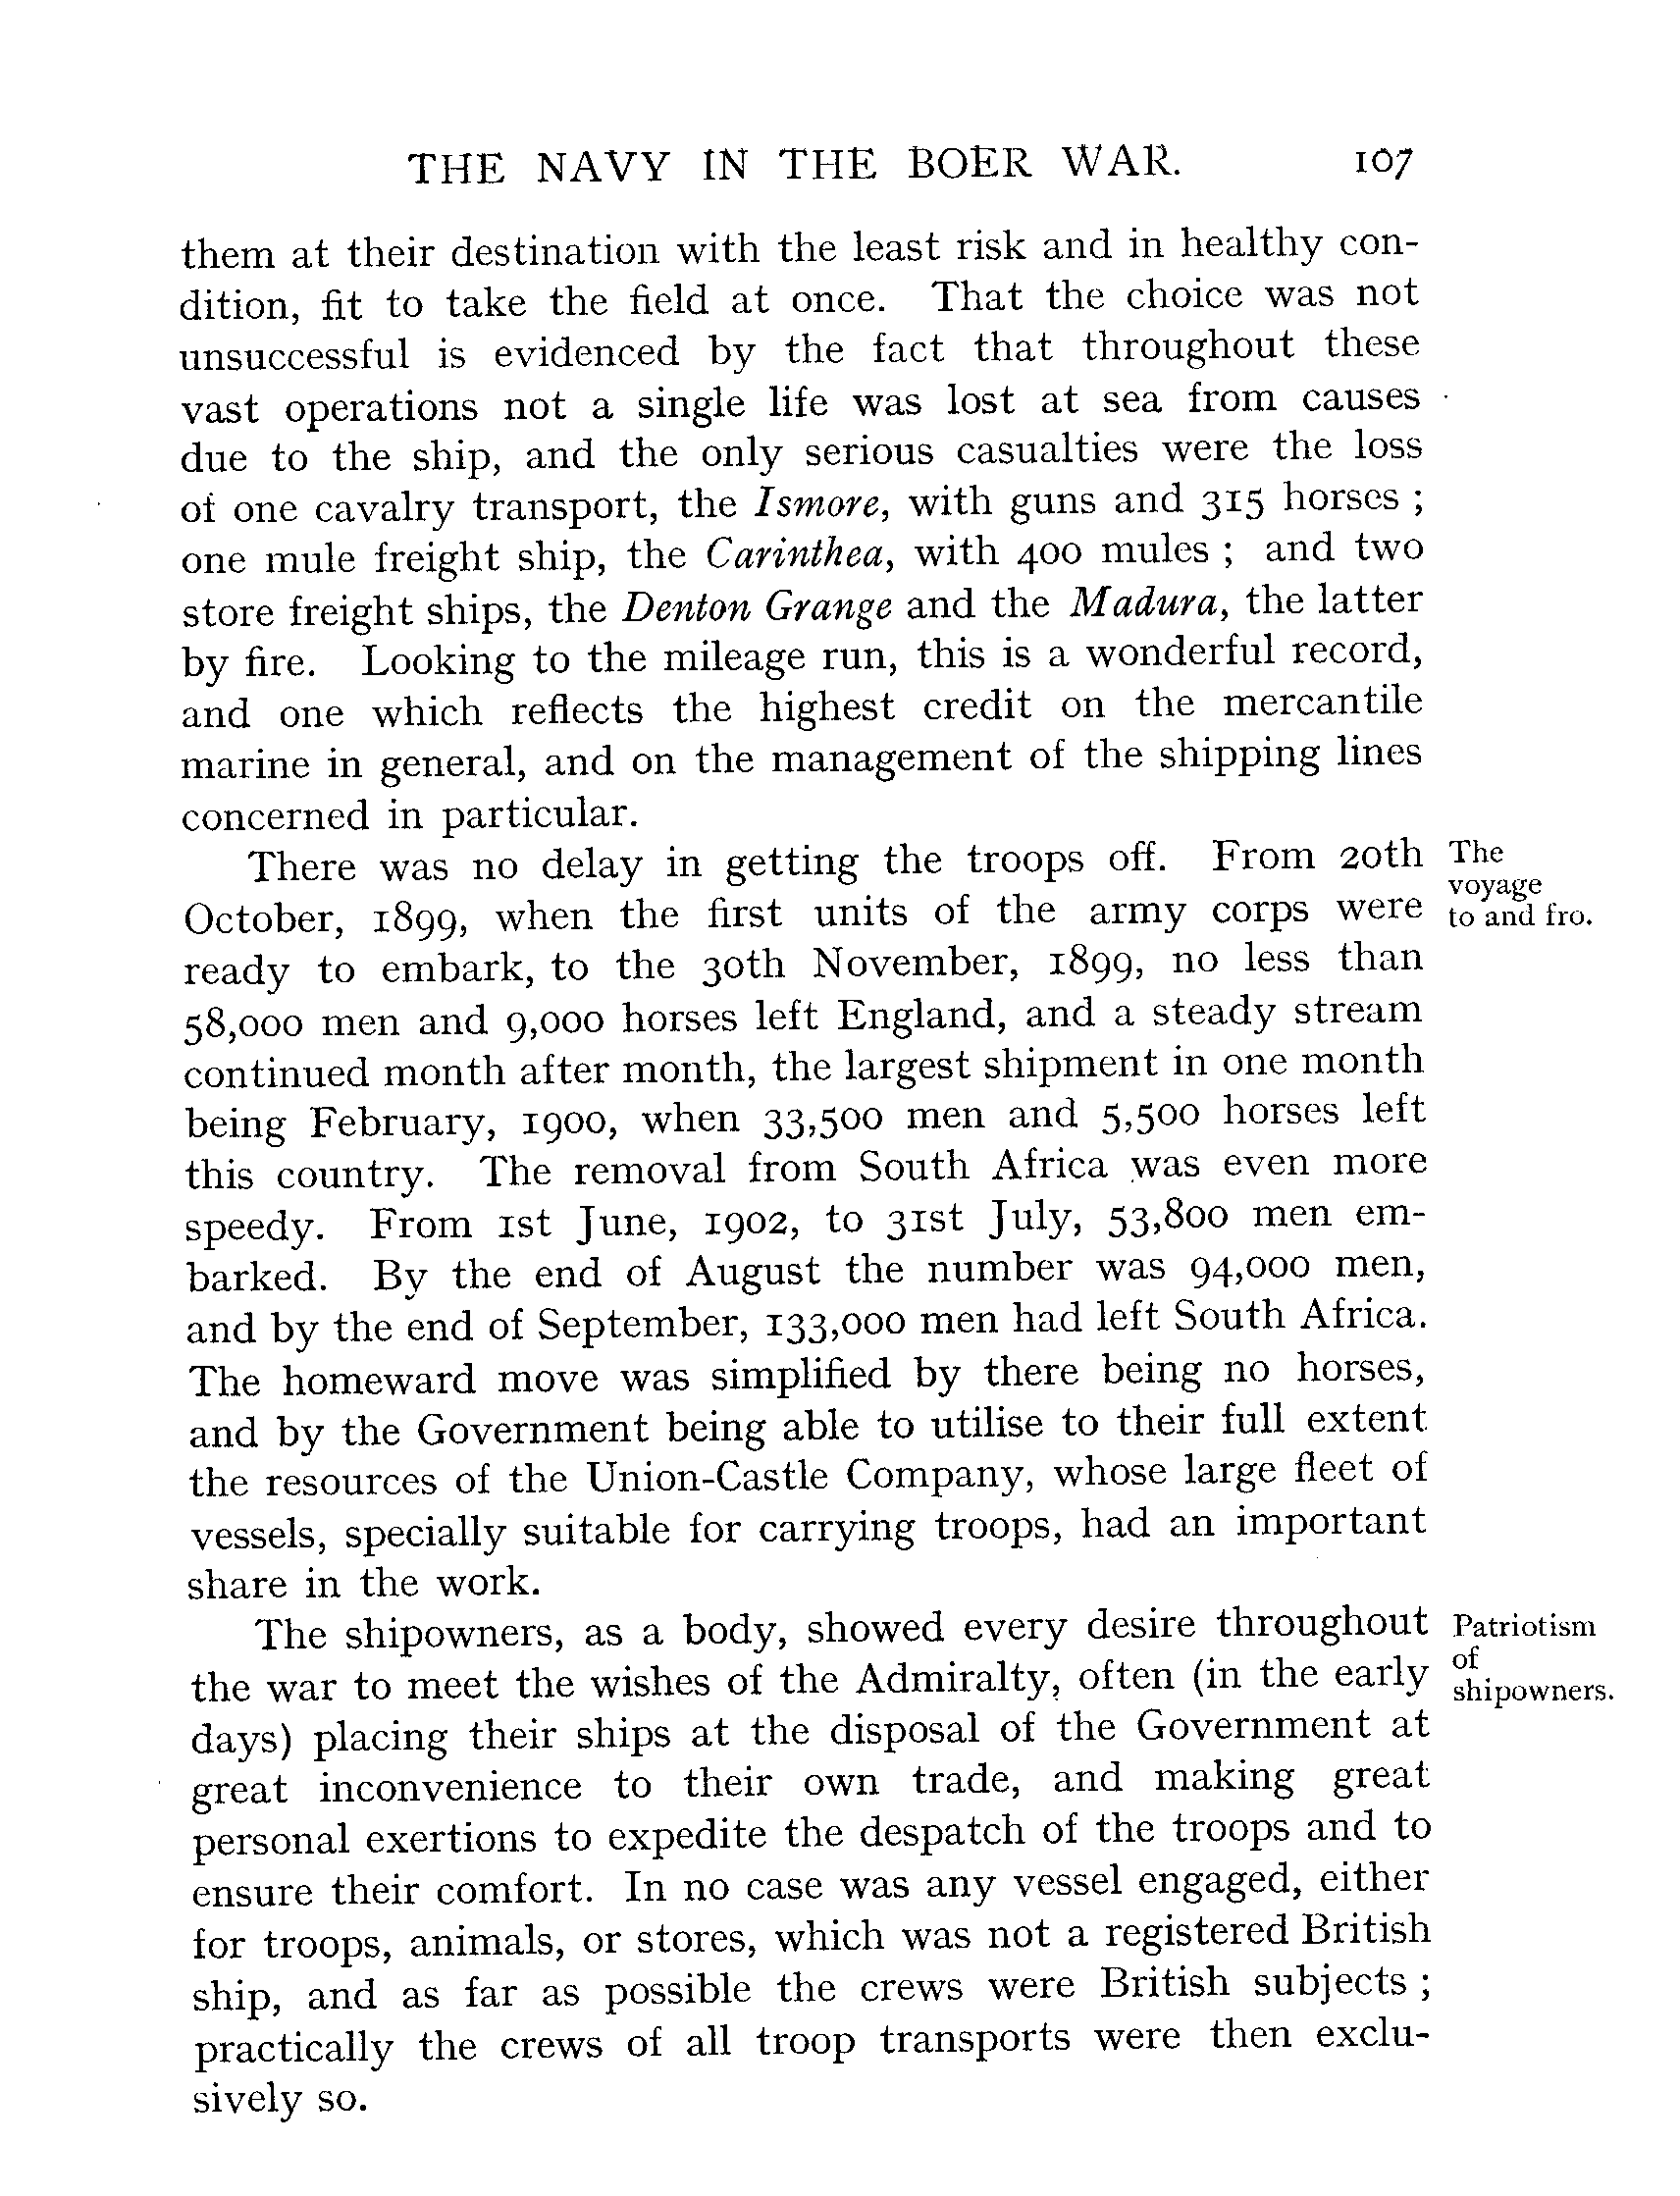 THE NAVY IN THE BOER WAR. 107
them at their destination with the least risk and in healthy con-
dition, fit to take the field at once. That the choice was not
unsuccessful is evidenced by the fact that throughout these
vast operations not a single life was lost at sea from causes
due to the ship, and the only serious casualties were the loss
of one cavalry transport, the Ismore, with guns and 315 horses ;
one mule freight ship, the Carinthea, with 400 mules ; and two
store freight ships, the Denton Grange and the Madura, the latter
by fire. Looking to the mileage run, this is a wonderful record,
and one which reflects the highest credit on the mercantile
marine in general, and on the management of the shipping lines
concerned in particular.
There was no delay in getting the troops off. From 20th
October, 1899, when the first units of the army corps were
ready to embark, to the 30th November, 1899, no less than
58,000 men and 9,000 horses left England, and a steady stream
continued month after month, the largest shipment in one month
being February, 1900, when 33,500 men and 5,500 horses left
this country. The removal from South Africa was even more
speedy. From 1st June, 1902, to 31st July, 53,800 men em-
barked. By the end of August the number was 94,000 men,
and by the end of September, 133,000 men had left South Africa.
The homeward move was simplified by there being no horses,
and by the Government being able to utilise to their full extent
the resources of the Union-Castle Company, whose large fleet of
vessels, specially suitable for carrying troops, had an important
share in the work.
The
voyage
to and fro.
The shipowners, as a body, showed every desire throughout
the war to meet the wishes of the Admiralty, often (in the early
days) placing their ships at the disposal of the Government at
great inconvenience to their own trade, and making great
personal exertions to expedite the despatch of the troops and to
ensure their comfort. In no case was any vessel engaged, either
for troops, animals, or stores, which was not a registered British
ship, and as far as possible the crews were British subjects ;
practically the crews of all troop transports were then exclu-
sively so.
Patriotism
of
shipowners.